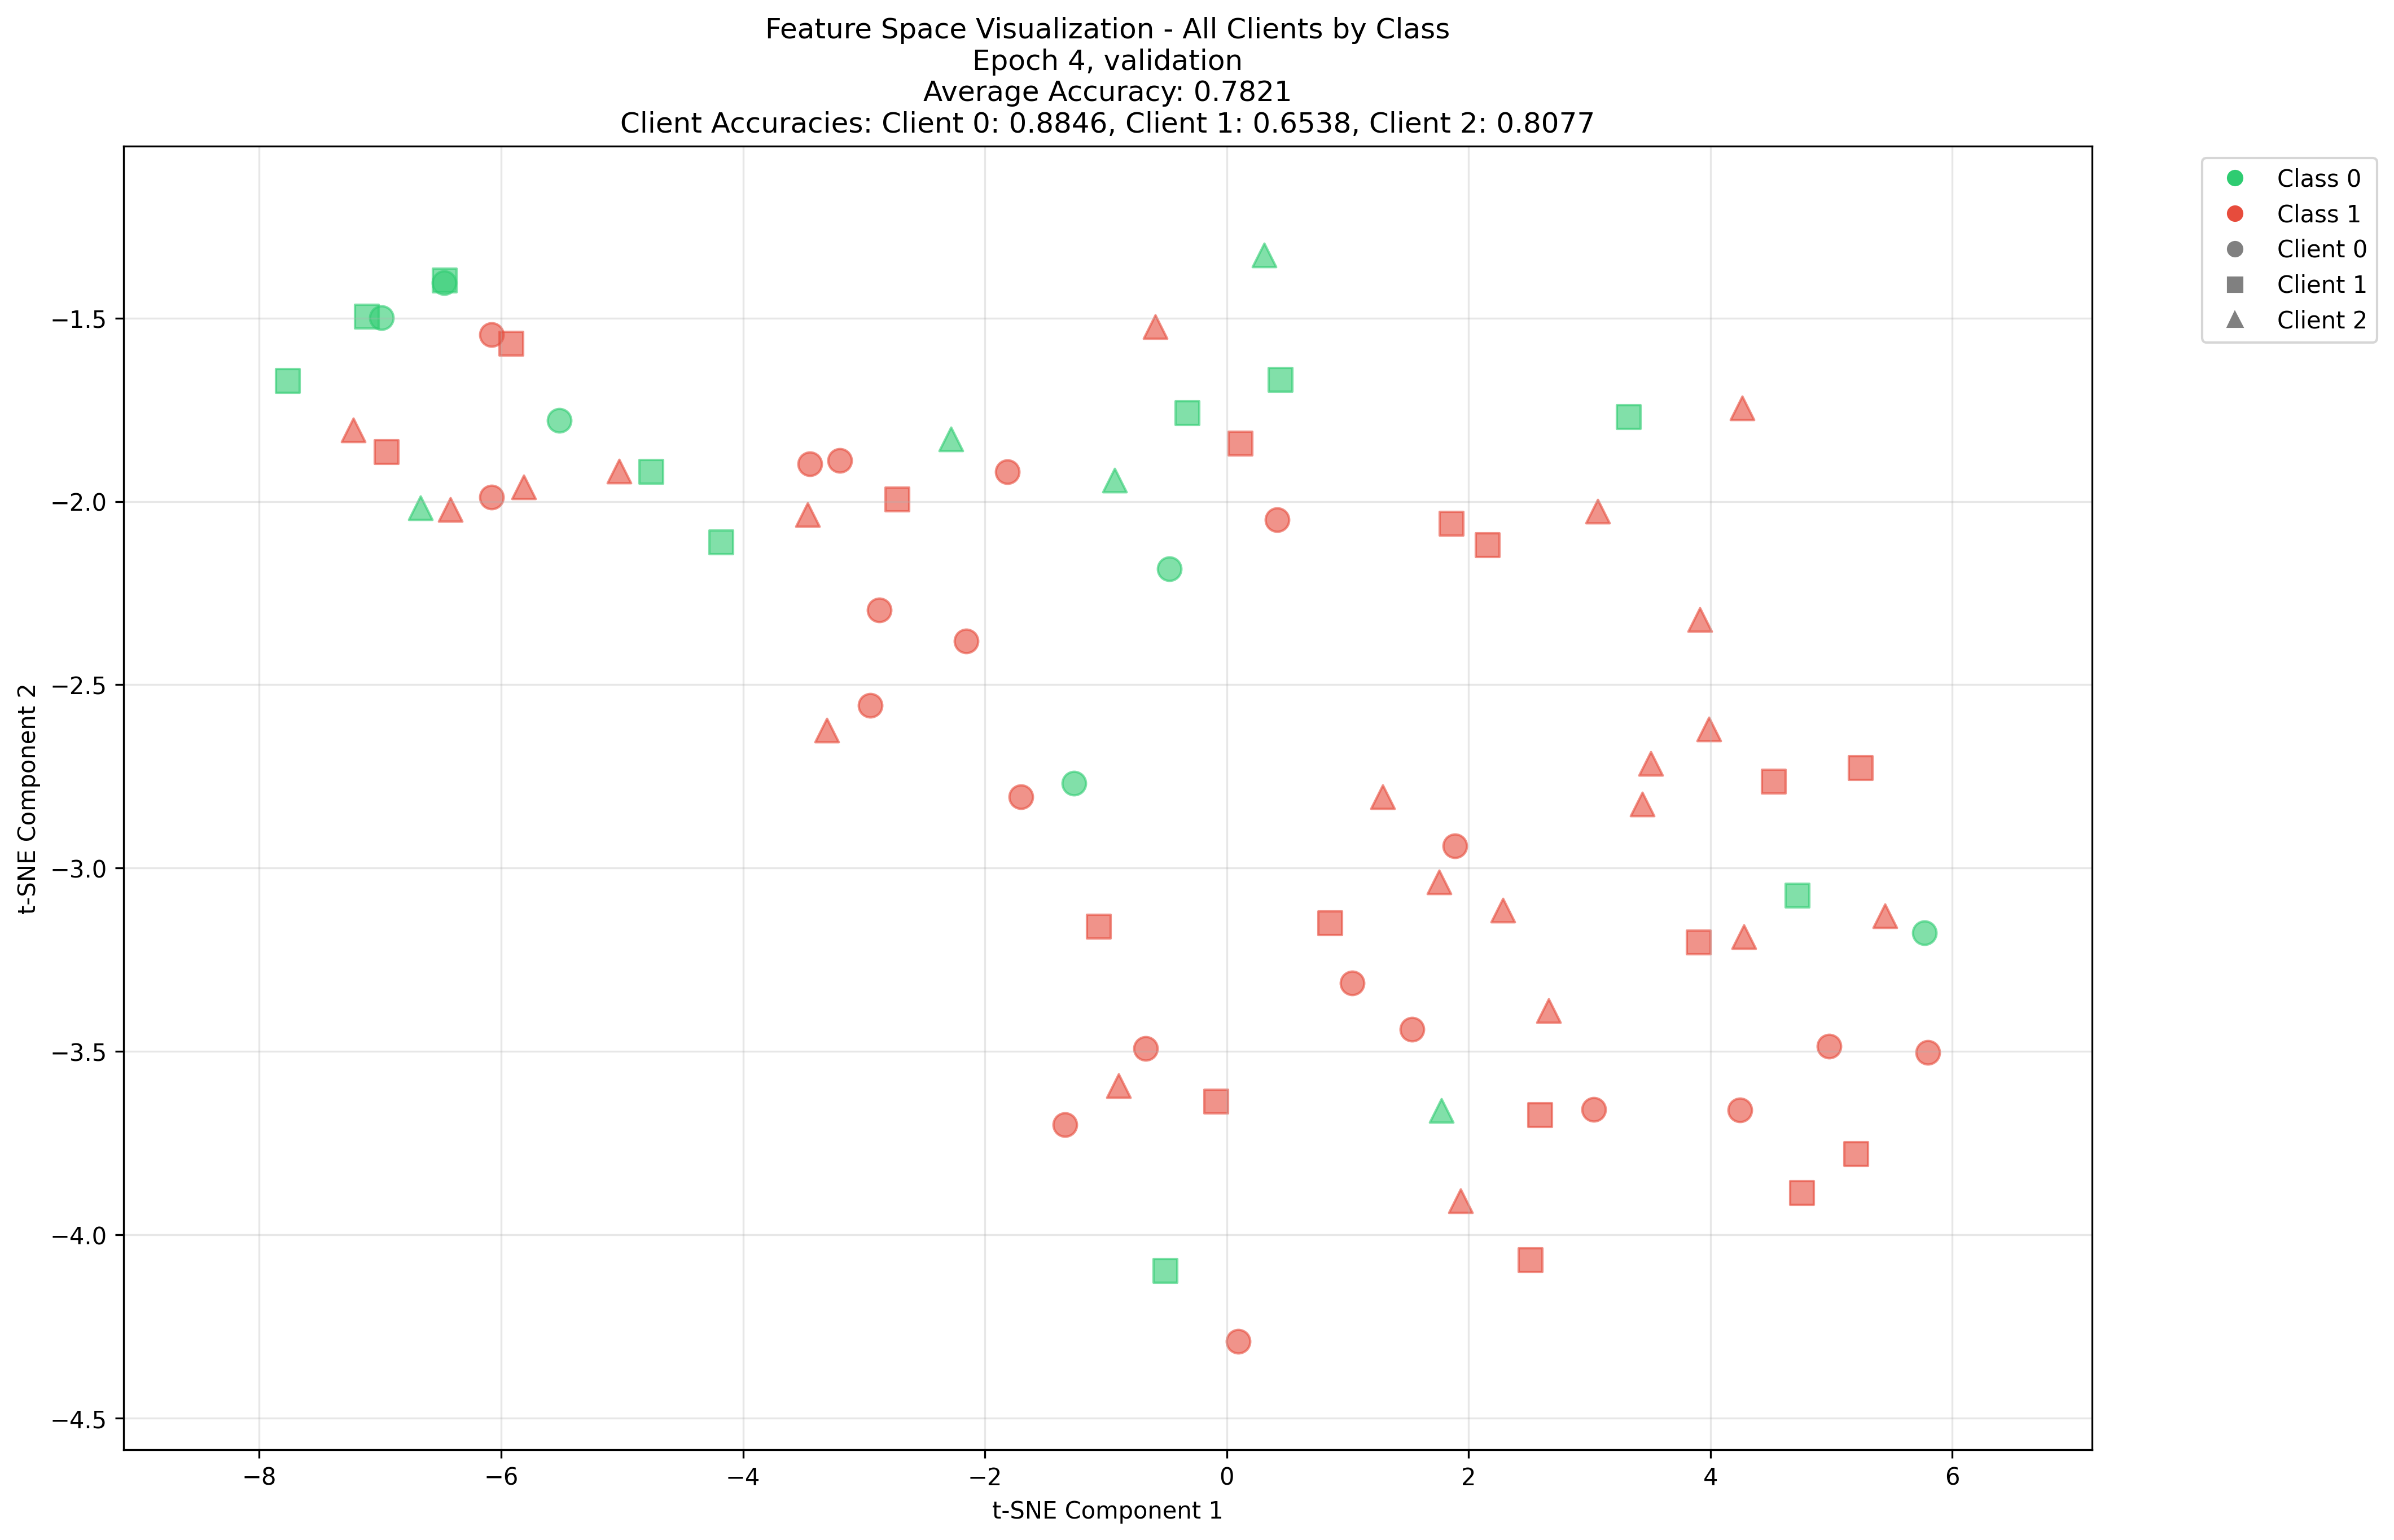 Feature Space Visualization - All Clients by Class
Epoch 4, validation
Average Accuracy: 0.7821
Client Accuracies: Client 0: 0.8846, Client 1: 0.6538, Client 2: 0.8077
Class 0
Class 1
Client 0
Client 1
Client 2
t-SNE Component 2
−1.5
−2.0
−2.5
−3.0
−3.5
−4.0
−4.5
−8
−6
−4
−2
0
2
4
6
t-SNE Component 1